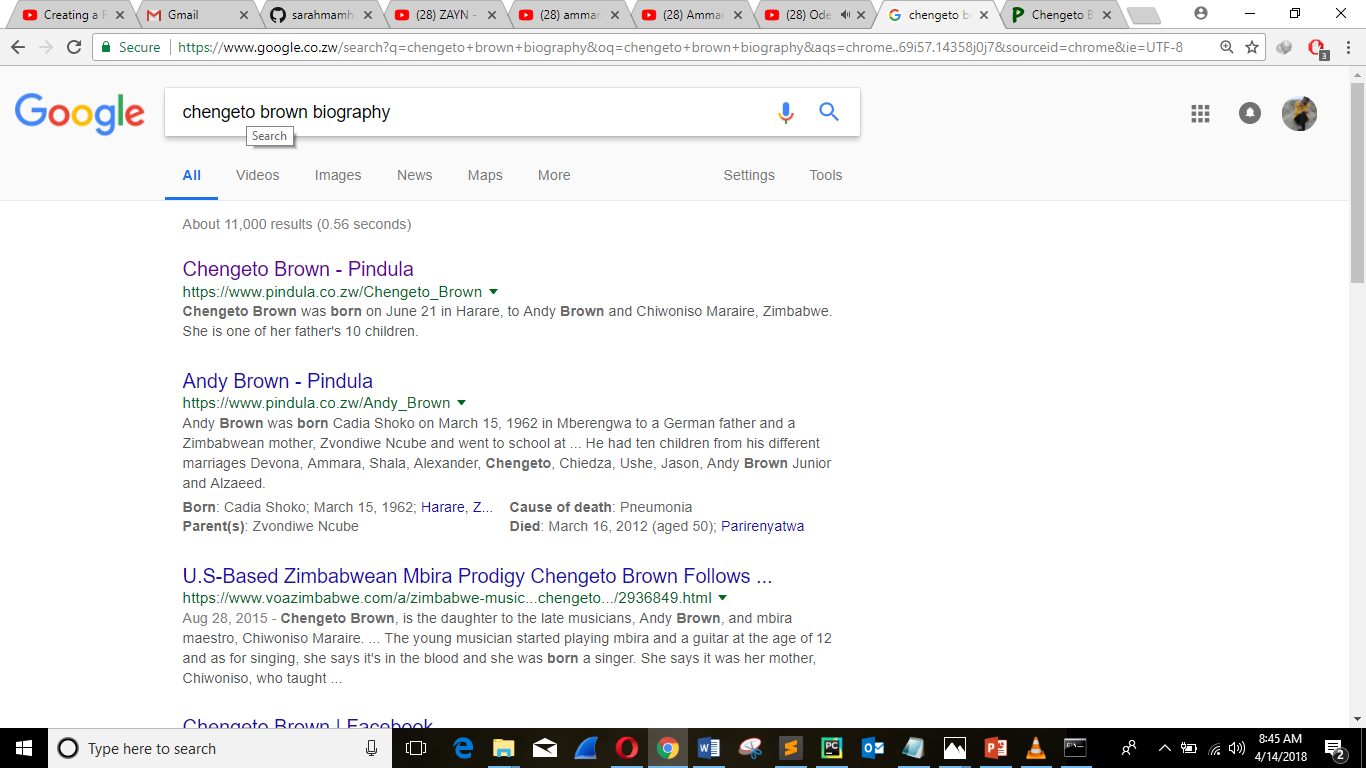 Creating a F
Gmail
sarahmamh
(28) ZAYN -
(28) ammar
(28) Ammar
(28) Ode
chengeto b
Chengeto B
Secure
https://www.google.co.zw/search?q=chengeto+brown+biography&oq=chengeto+brown+biography&aqs=chrome..69i57.14358j0j7&sourceid=chrome&ie=UTF-8
3
Google
chengeto brown biography
Search
All Videos Images News Maps More Settings Tools
About 11,000 results (0.56 seconds)
Chengeto Brown - Pindula
https://www.pindula.co.zw/Chengeto_Brown
Chengeto Brown was born on June 21 in Harare, to Andy Brown and Chiwoniso Maraire, Zimbabwe.
She is one of her father's 10 children.
Andy Brown - Pindula
https://www.pindula.co.zw/Andy_Brown
Andy Brown was born Cadia Shoko on March 15, 1962 in Mberengwa to a German father and a
Zimbabwean mother, Zvondiwe Ncube and went to school at ... He had ten children from his different
marriages Devona, Ammara, Shala, Alexander, Chengeto, Chiedza, Ushe, Jason, Andy Brown Junior
and Alzaeed.
Born: Cadia Shoko; March 15, 1962; Harare, Z... Cause of death: Pneumonia
Parent(s): Zvondiwe Ncube Died: March 16, 2012 (aged 50); Parirenyatwa
U.S-Based Zimbabwean Mbira Prodigy Chengeto Brown Follows ...
https://www.voazimbabwe.com/a/zimbabwe-music...chengeto.../2936849.html
Aug 28, 2015 - Chengeto Brown, is the daughter to the late musicians, Andy Brown, and mbira
maestro, Chiwoniso Maraire. ... The young musician started playing mbira and a guitar at the age of 12
and as for singing, she says it's in the blood and she was born a singer. She says it was her mother,
Chiwoniso, who taught ...
Chengeto Brown | Facebook
Type here to search
8:45 AM
4/14/2018
2